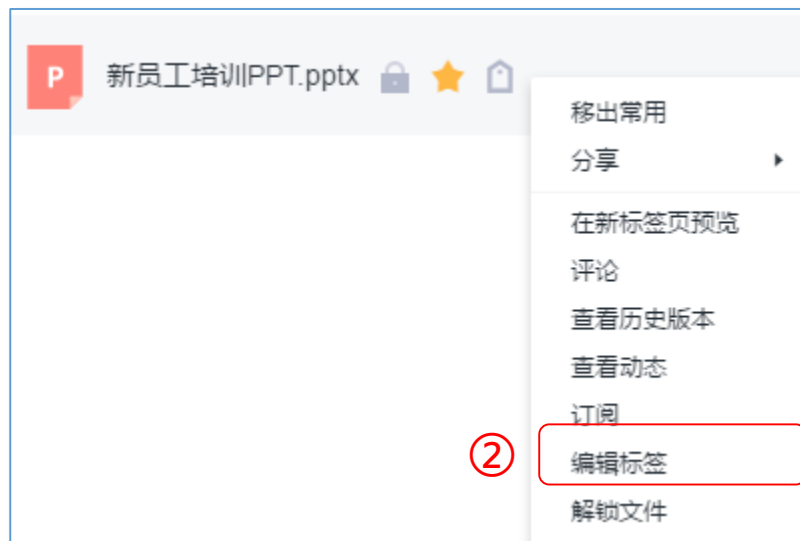 P 新员工培训PPT.pptx
移出常用
分享
在新标签页预览
评论
查看历史版本
查看动态
订阅
② 编辑标签
解锁文件